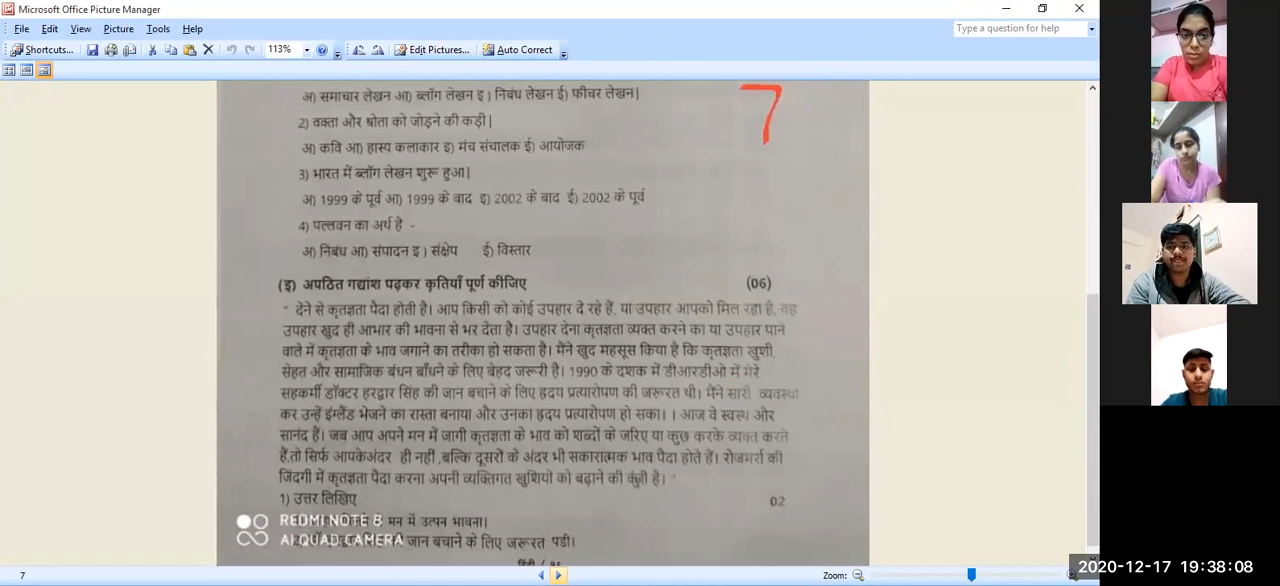 Microsoft Office Picture Manager
File Edit View Picture Tools Help
Type a question for help
Shortcuts... 113% Edit Pictures... Auto Correct
अ) समाचार लेखन आ) ब्लॉग लेखन इ ) निबंध लेखन ई) फीचर लेखन|
7
2) वक्ता और श्रोता को जोड़ने की कड़ी|
अ) कवि आ) हास्य कलाकार इ) मंच संचालक ई) आयोजक
3) भारत में ब्लॉग लेखन शुरू हुआ|
अ) 1999 के पूर्व आ) 1999 के बाद इ) 2002 के बाद ई) 2002 के पूर्व
4) पल्लवन का अर्थ है -
अ) निबंध आ) संपादन इ ) संक्षेप ई) विस्तार
(इ) अपठित गद्यांश पढ़कर कृतियाँ पूर्ण कीजिए (06)
" देने से कृतज्ञता पैदा होती है। आप किसी को कोई उपहार दे रहे हैं, या उपहार आपको मिल रहा है, वह
उपहार खुद ही आभार की भावना से भर देता है। उपहार देना कृतज्ञता व्यक्त करने का या उपहार पाने
वाले में कृतज्ञता के भाव जगाने का तरीका हो सकता है। मैंने खुद महसूस किया है कि कृतज्ञता खुशी,
सेहत और सामाजिक बंधन बाँधने के लिए बेहद जरूरी है। 1990 के दशक में डीआरडीओ में मेरे
सहकर्मी डॉक्टर हरद्वार सिंह की जान बचाने के लिए ह्रदय प्रत्यारोपण की जरूरत थी। मैंने सारी व्यवस्था
कर उन्हें इंग्लैंड भेजने का रास्ता बनाया और उनका ह्रदय प्रत्यारोपण हो सका। । आज वे स्वस्थ और
सानंद हैं। जब आप अपने मन में जागी कृतज्ञता के भाव को शब्दों के जरिए या कुछ करके व्यक्त करते
हैं,तो सिर्फ आपकेअंदर ही नहीं ,बल्कि दूसरों के अंदर भी सकारात्मक भाव पैदा होते हैं। रोजमर्रा की
जिंदगी में कृतज्ञता पैदा करना अपनी व्यक्तिगत खुशियों को बढ़ाने की कुंजी है। "
1) उत्तर लिखिए 02
REDMI NOTE 8 मन में उत्पन भावना।
AI QUAD CAMERA जान बचाने के लिए जरूरत पडी।
हिंदी /
7 Zoom:
2020-12-17 19:38:08